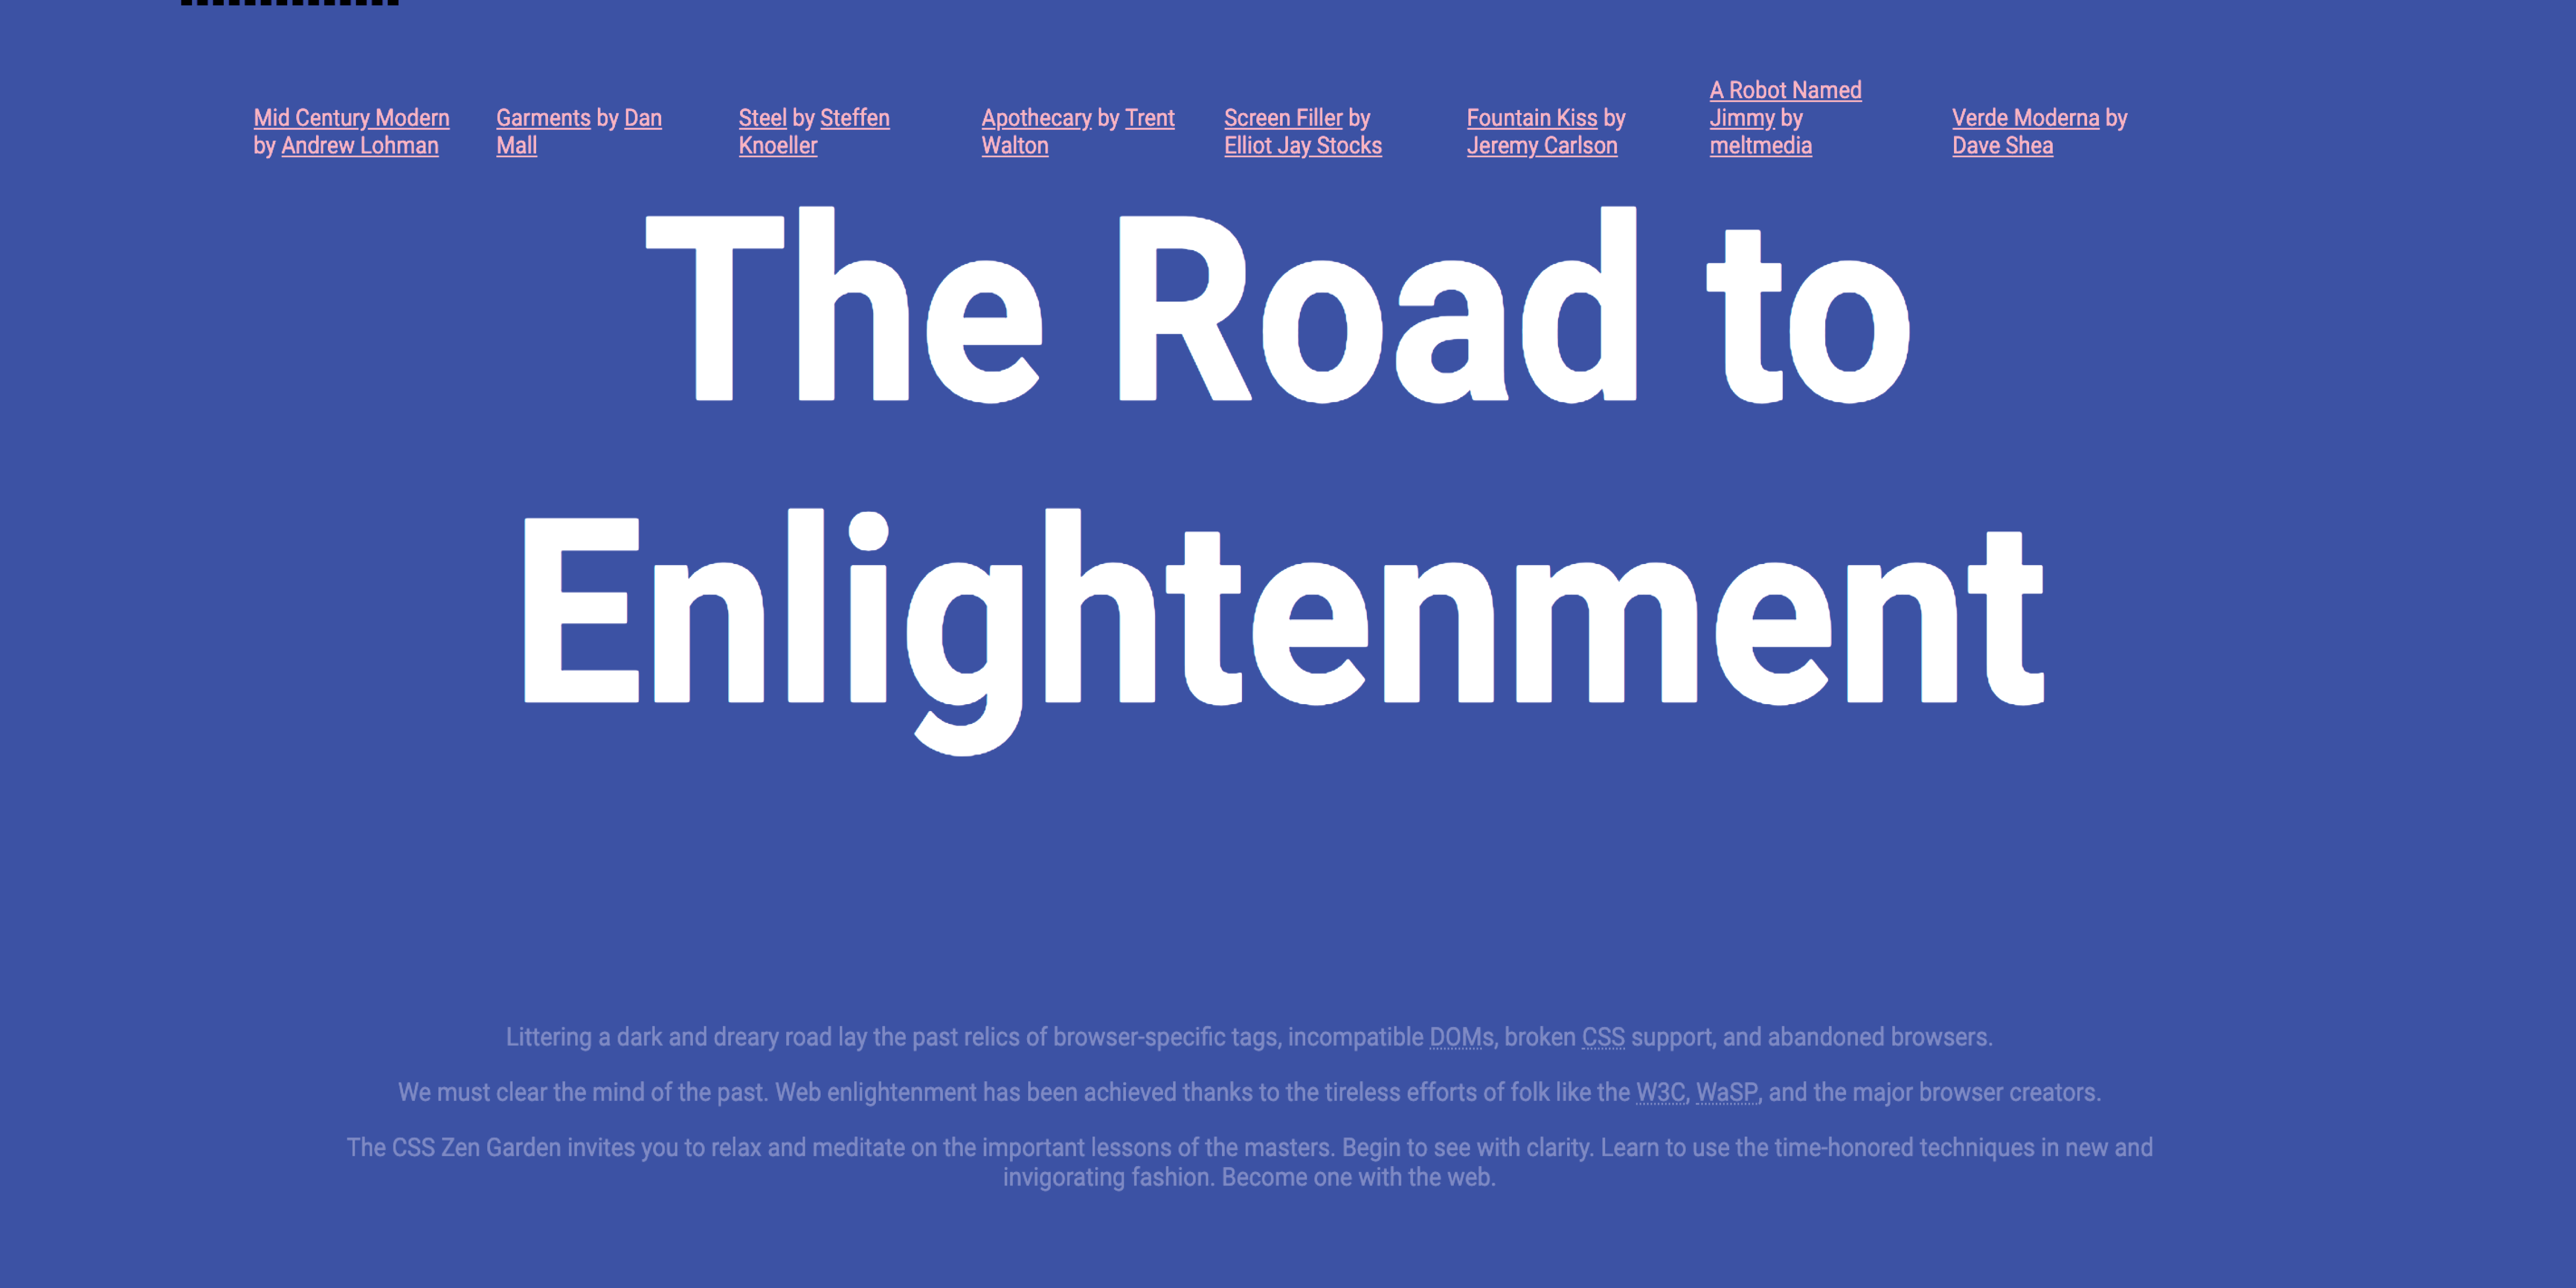 Mid Century Modern
by Andrew Lohman
Garments by Dan
Mall
Steel by Steffen
Knoeller
Apothecary by Trent
Walton
Screen Filler by
Elliot Jay Stocks
Fountain Kiss by
Jeremy Carlson
A Robot Named
Jimmy by
meltmedia
Verde Moderna by
Dave Shea
The Road to
Enlightenment
Littering a dark and dreary road lay the past relics of browser-specific tags, incompatible DOMs, broken CSS support, and abandoned browsers.
We must clear the mind of the past. Web enlightenment has been achieved thanks to the tireless efforts of folk like the W3C, WaSP, and the major browser creators.
The CSS Zen Garden invites you to relax and meditate on the important lessons of the masters. Begin to see with clarity. Learn to use the time-honored techniques in new and
invigorating fashion. Become one with the web.